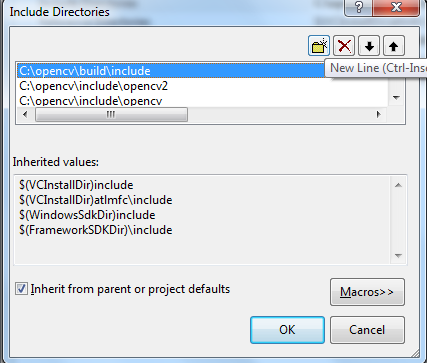 Include Directories
New Line (Ctrl-Inse
C:\opencv\build\include
C:\opencv\include\opencv2
C:\opencv\include\opencv
Inherited values:
$(VCInstallDir)include
$(VCInstallDir)atlmfc\include
$(WindowsSdkDir)include
$(FrameworkSDKDir)\include
Inherit from parent or project defaults
Macros>>
OK
Cancel